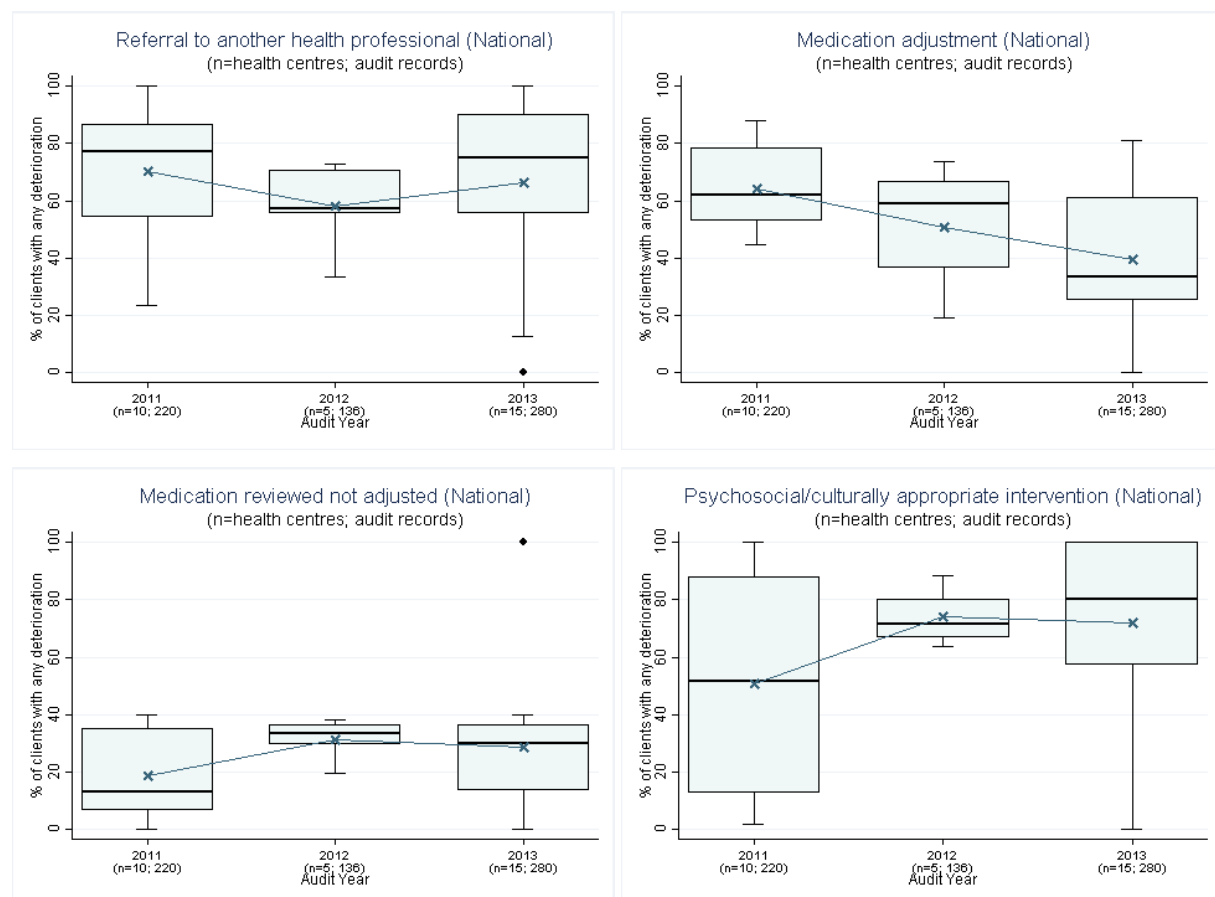 Referral to another health professional (National)
(n=health centres; audit records)
% of clients with any deterioration
100
80
60
40
20
0
2011
(n=10; 220)
2012
(n=5; 136)
2013
(n=15; 280)
Audit Year
Medication adjustment (National)
(n=health centres; audit records)
% of clients with any deterioration
100
80
60
40
20
0
2011
(n=10; 220)
2012
(n=5; 136)
2013
(n=15; 280)
Audit Year
Medication reviewed not adjusted (National)
(n=health centres; audit records)
% of clients with any deterioration
100
80
60
40
20
0
2011
(n=10; 220)
2012
(n=5; 136)
2013
(n=15; 280)
Audit Year
Psychosocial/culturally appropriate intervention (National)
(n=health centres; audit records)
% of clients with any deterioration
100
80
60
40
20
0
2011
(n=10; 220)
2012
(n=5; 136)
2013
(n=15; 280)
Audit Year